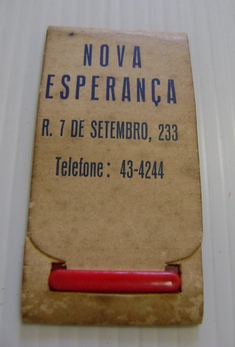 NOVA
ESPERANÇA
R. 7 DE SETEMBRO, 233
Telefone: 43-4244